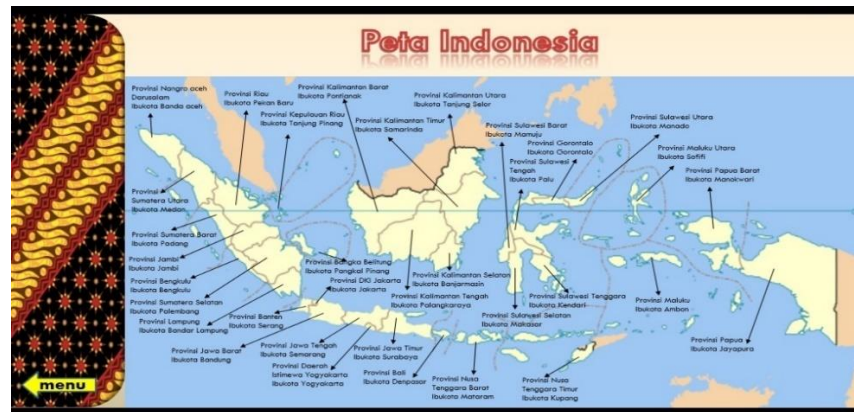 Peta Indonesia
Provinsi Nangro aceh
Darusalam
Ibukota Banda aceh
Provinsi Riau
Ibukota Pekan Baru
Provinsi Kepulauan Riau
Ibukota Tanjung Pinang
Provinsi Kalimantan Barat
Ibukota Pontianak
Provinsi Kalimantan Timur
Ibukota Samarinda
Provinsi Kalimantan Utara
Ibukota Tanjung Selor
Provinsi Sulawesi Barat
Ibukota Mamuju
Provinsi Gorontalo
Ibukota Gorontalo
Provinsi Sulawesi
Tengah
Ibukota Palu
Provinsi Sulawesi Utara
Ibukota Manado
Provinsi Maluku Utara
Ibukota Sofifi
Provinsi Papua Barat
Ibukota Manokwari
Provinsi
Sumatera Utara
Ibukota Medan
Provinsi Sumatera Barat
Ibukota Padang
Provinsi Jambi
Ibukota Jambi
Provinsi Bengkulu
Ibukota Bengkulu
Provinsi Sumatera Selatan
Ibukota Palembang
Provinsi Lampung
Ibukota Bandar Lampung
Provinsi Bangka Belitung
Ibukota Pangkal Pinang
Provinsi DKI Jakarta
Ibukota Jakarta
Provinsi Banten
Ibukota Serang
Provinsi Kalimantan Selatan
Ibukota Banjarmasin
Provinsi Kalimantan Tengah
Ibukota Palangkaraya
Provinsi Sulawesi Tenggara
Ibukota Kendari
Provinsi Sulawesi Selatan
Ibukota Makasar
Provinsi Maluku
Ibukota Ambon
Provinsi Papua
Ibukota Jayapura
Provinsi Jawa Barat
Ibukota Bandung
Provinsi Jawa Tengah
Ibukota Semarang
Provinsi Daerah
Istimewa Yogyakarta
Ibukota Yogyakarta
Provinsi Jawa Timur
Ibukota Surabaya
Provinsi Bali
Ibukota Denpasar
Provinsi Nusa
Tenggara Barat
Ibukota Mataram
Provinsi Nusa
Tenggara Timur
Ibukota Kupang
menu